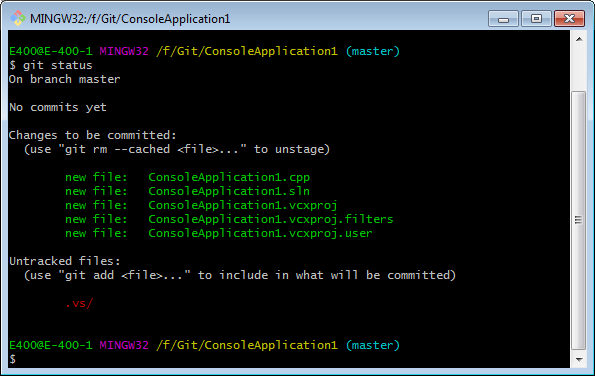 MINGW32:/f/Git/ConsoleApplication1
E400@E-400-1 MINGW32 /f/Git/ConsoleApplication1 (master)
$ git status
On branch master
No commits yet
Changes to be committed:
(use "git rm --cached <file>..." to unstage)
new file:   ConsoleApplication1.cpp
new file:   ConsoleApplication1.sln
new file:   ConsoleApplication1.vcxproj
new file:   ConsoleApplication1.vcxproj.filters
new file:   ConsoleApplication1.vcxproj.user
Untracked files:
(use "git add <file>..." to include in what will be committed)
.vs/
E400@E-400-1 MINGW32 /f/Git/ConsoleApplication1 (master)
$